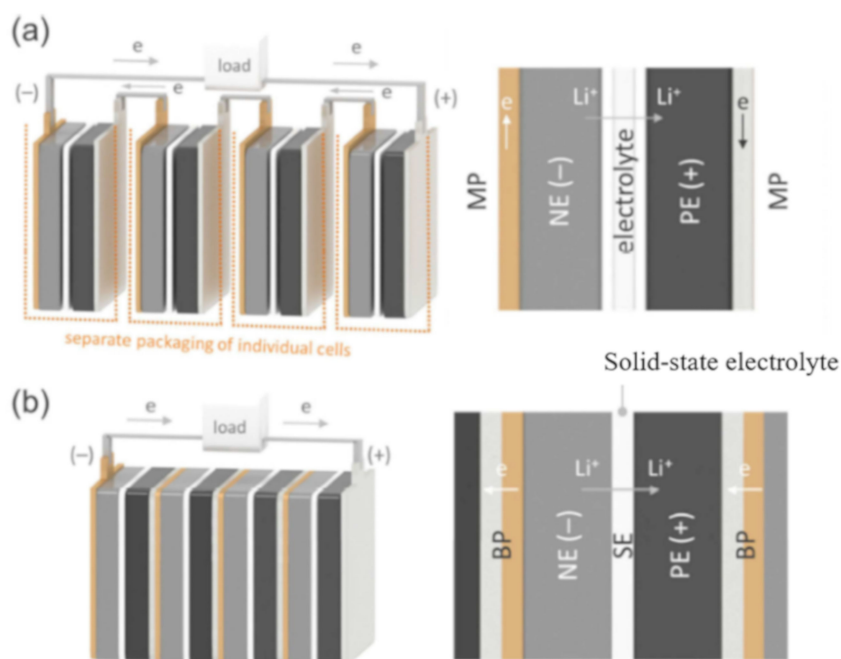 (a)
e
load
e
(–)
e
e
(+)
separate packaging of individual cells
MP
e
NE (–)
Li⁺
electrolyte
Li⁺
PE (+)
e
MP
Solid-state electrolyte
(b)
e
load
e
(–)
(+)
e
BP
NE (–)
Li⁺
SE
Li⁺
PE (+)
e
BP